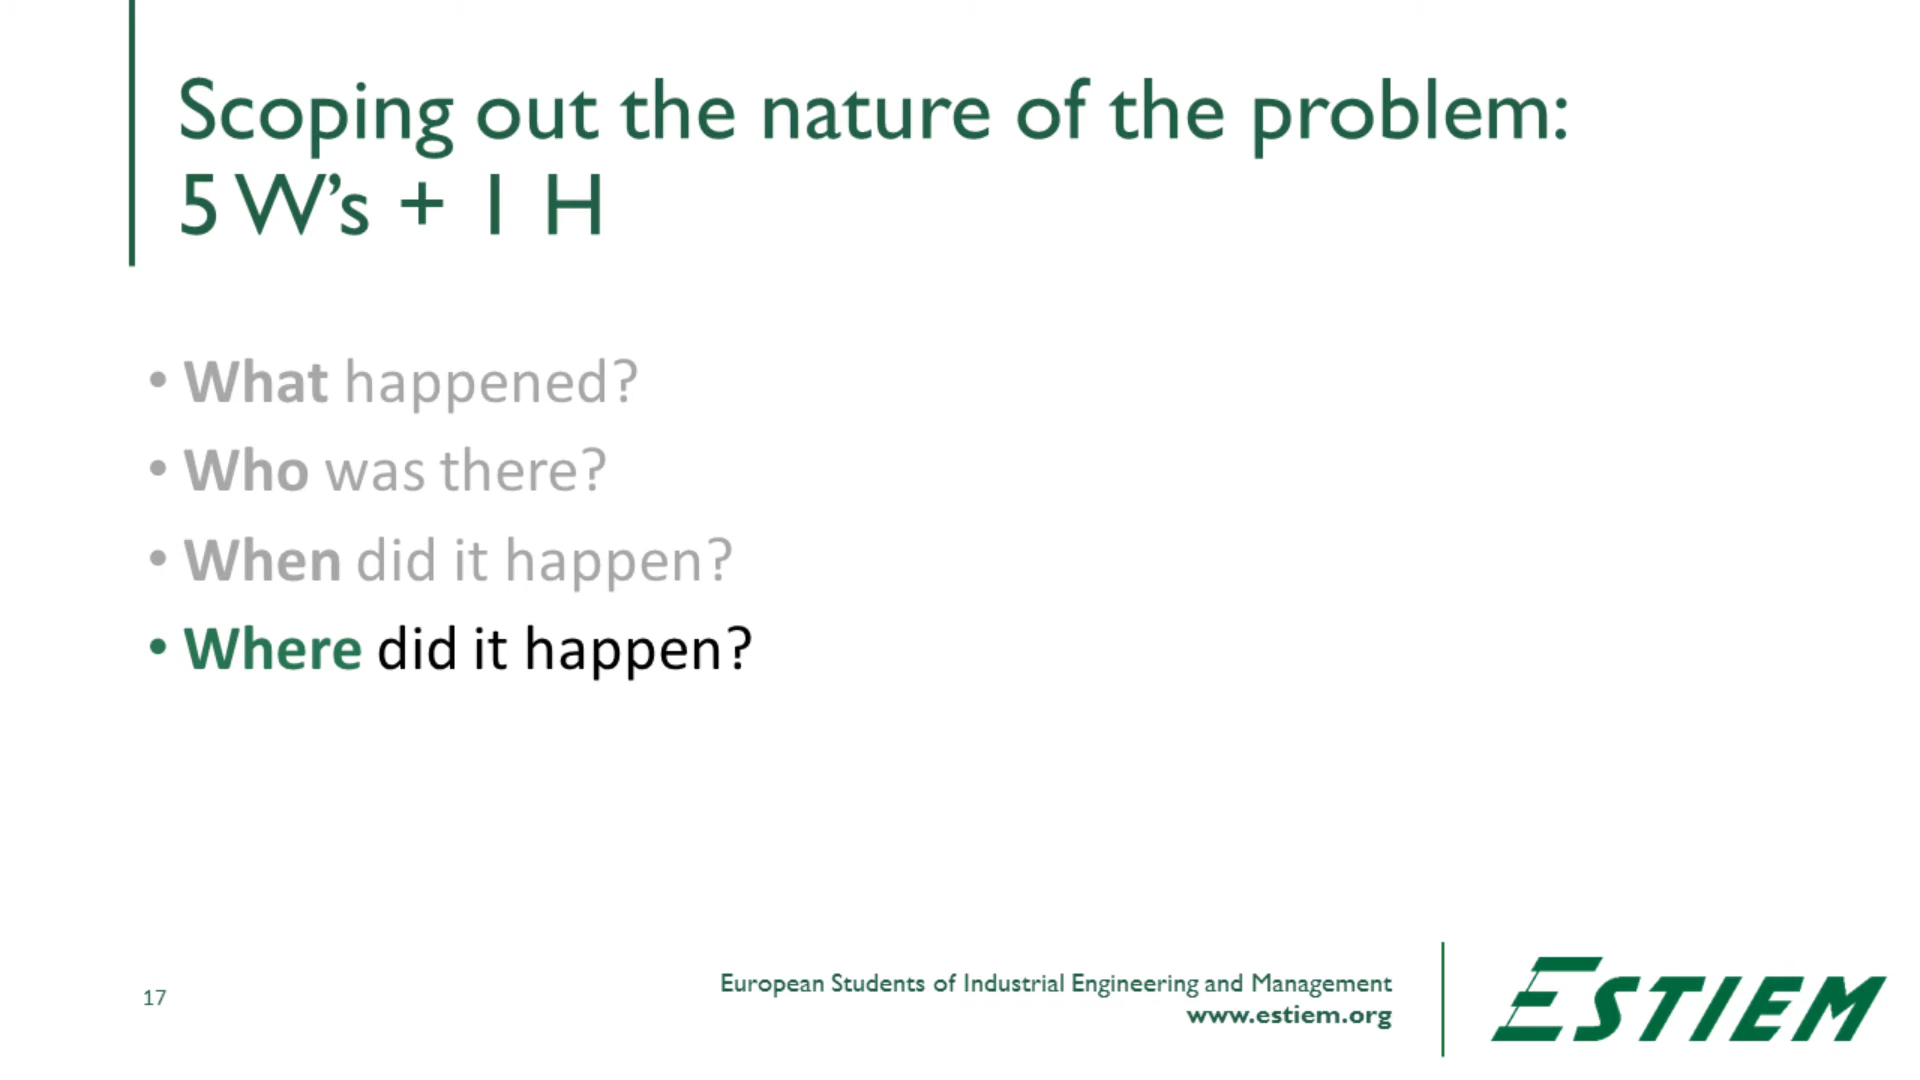 Scoping out the nature of the problem:
5 W’s + 1 H
• What happened?
• Who was there?
• When did it happen?
• Where did it happen?
17
European Students of Industrial Engineering and Management
www.estiem.org
ESTIEM